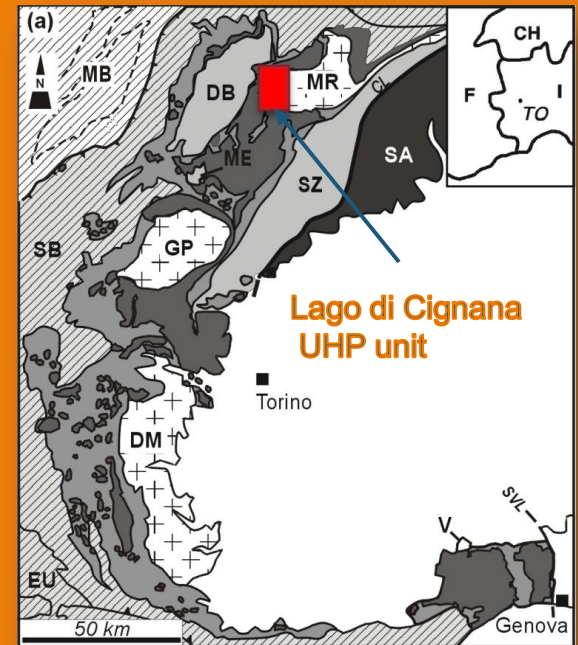 (a)
CH
MB
N
DB
MR
F
I
TO
CL
ME
SA
SZ
SB
GP
Lago di Cignana
UHP unit
Torino
DM
SVL
V
EU
Genova
50 km